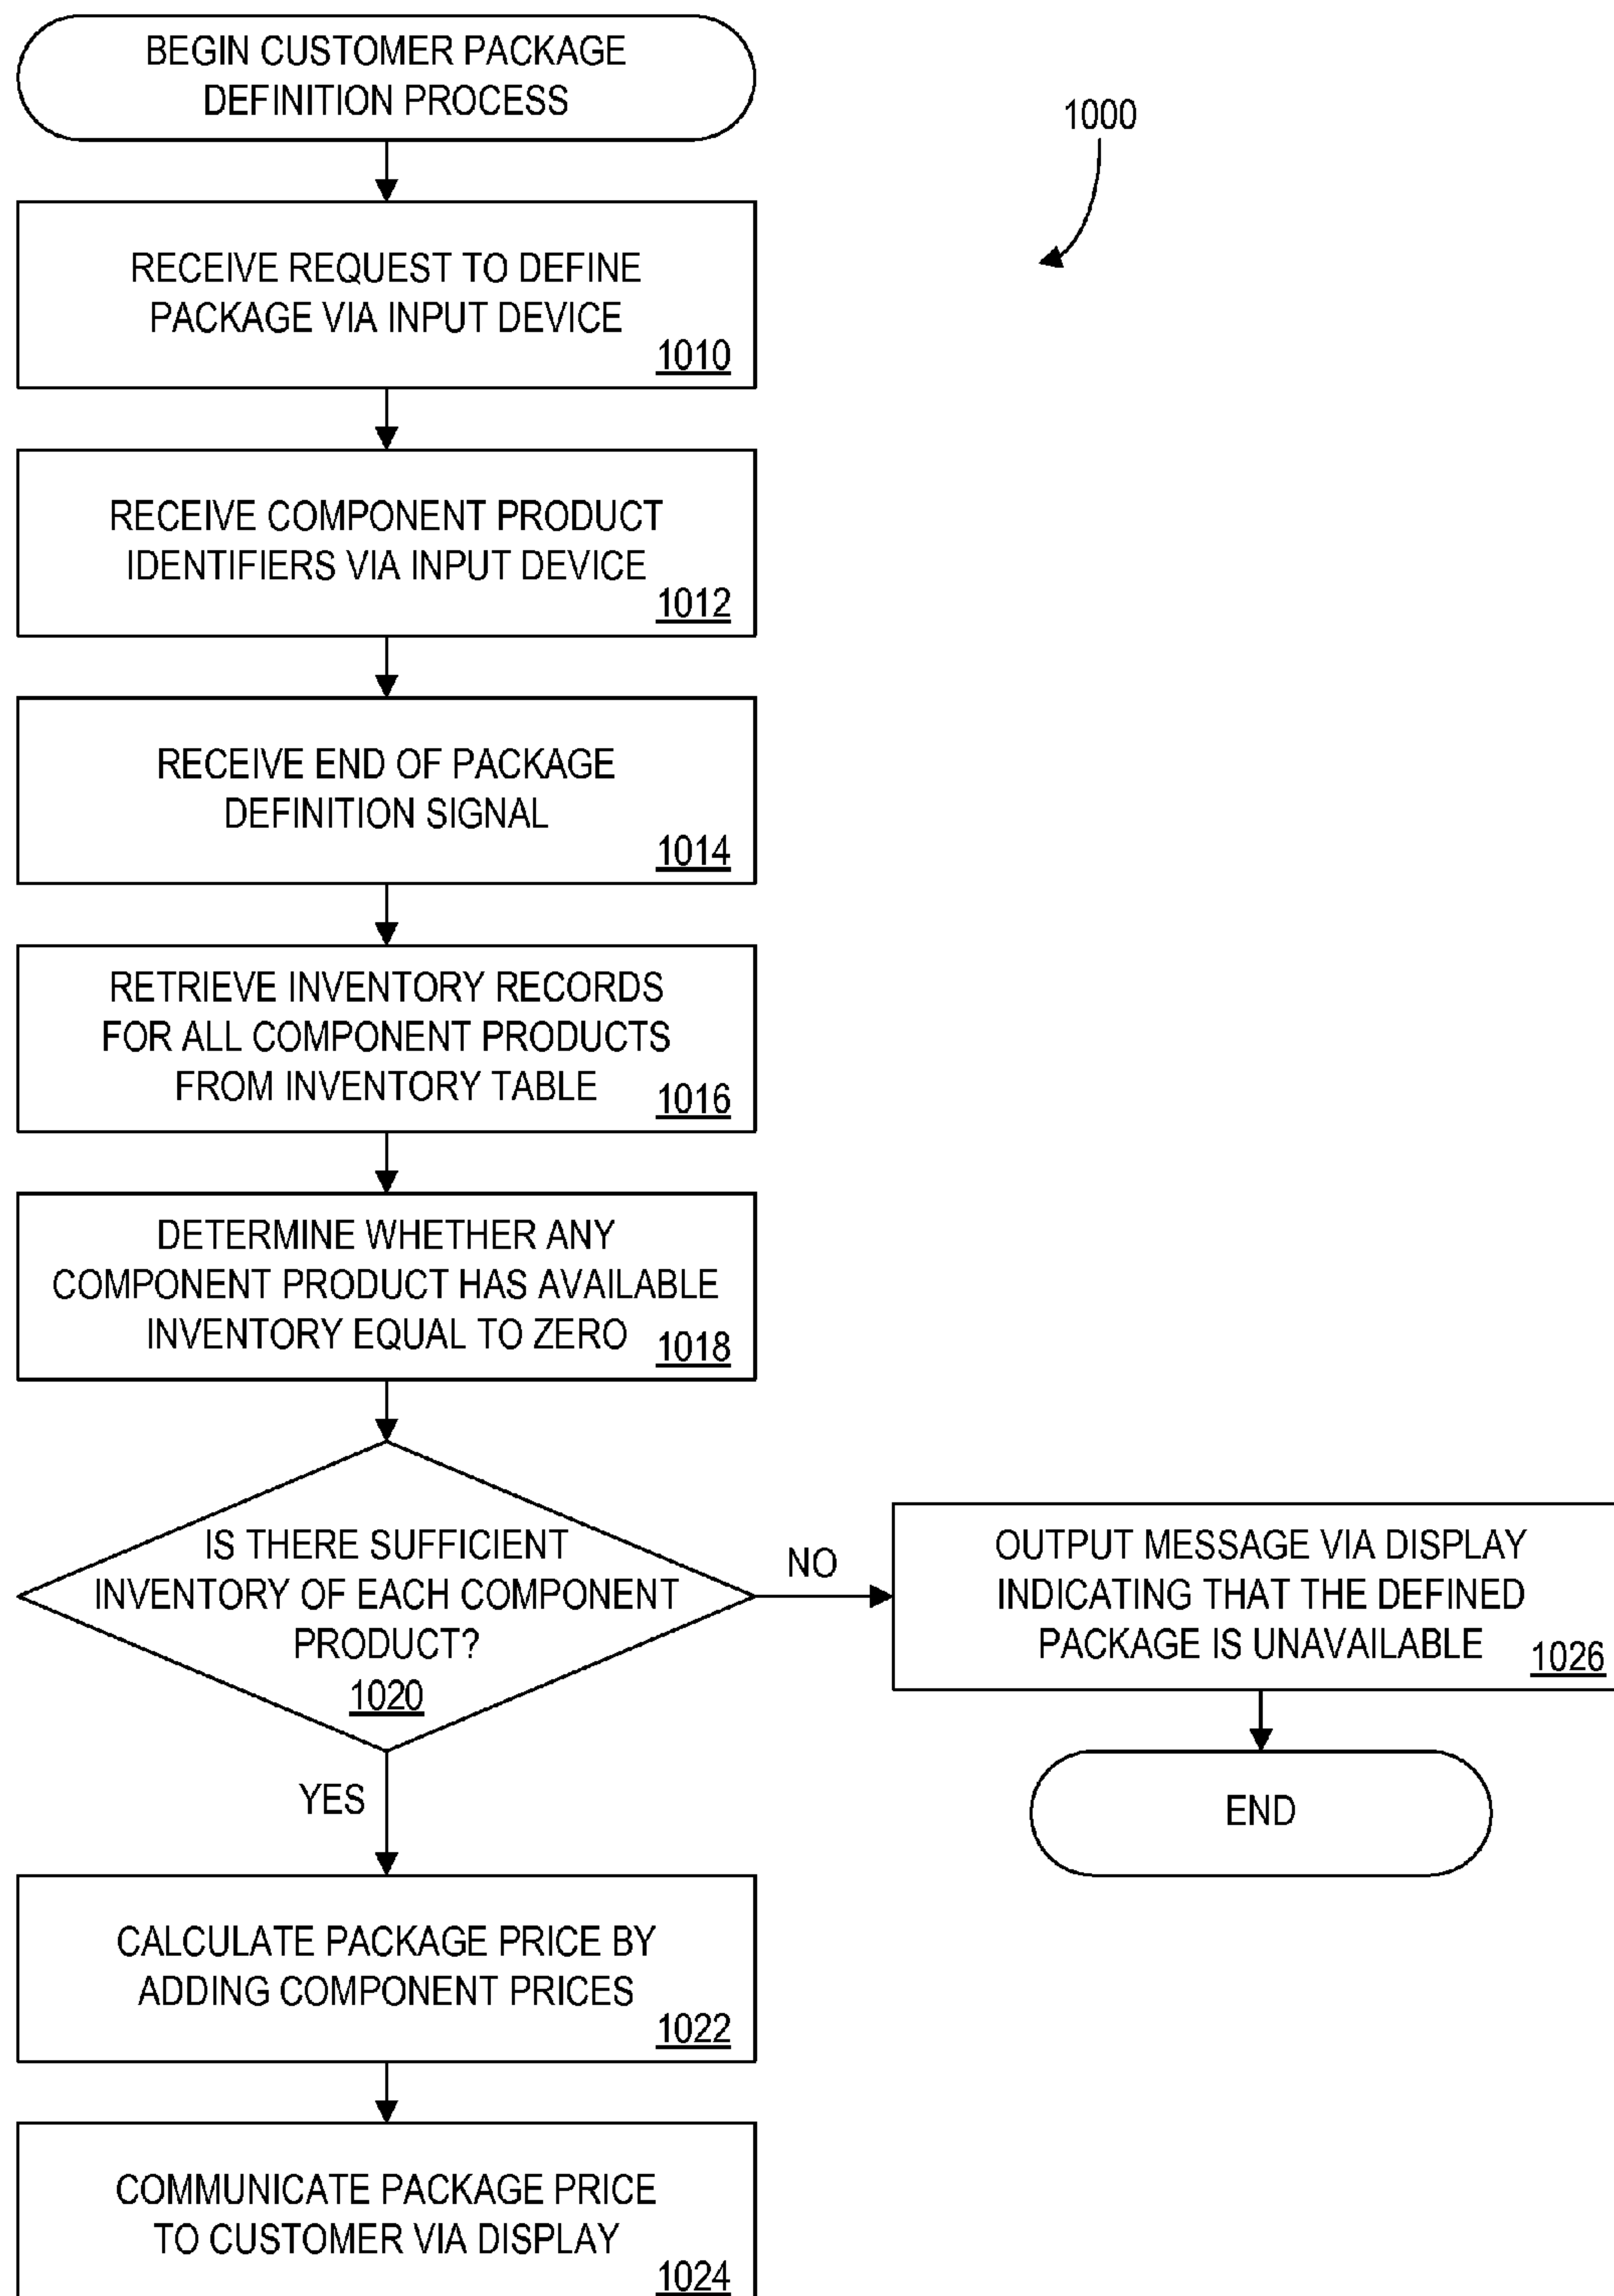 BEGIN CUSTOMER PACKAGE
DEFINITION PROCESS
1000
RECEIVE REQUEST TO DEFINE
PACKAGE VIA INPUT DEVICE
1010
RECEIVE COMPONENT PRODUCT
IDENTIFIERS VIA INPUT DEVICE
1012
RECEIVE END OF PACKAGE
DEFINITION SIGNAL
1014
RETRIEVE INVENTORY RECORDS
FOR ALL COMPONENT PRODUCTS
FROM INVENTORY TABLE
1016
DETERMINE WHETHER ANY
COMPONENT PRODUCT HAS AVAILABLE
INVENTORY EQUAL TO ZERO
1018
IS THERE SUFFICIENT
INVENTORY OF EACH COMPONENT
PRODUCT?
1020
NO
OUTPUT MESSAGE VIA DISPLAY
INDICATING THAT THE DEFINED
PACKAGE IS UNAVAILABLE
1026
END
YES
CALCULATE PACKAGE PRICE BY
ADDING COMPONENT PRICES
1022
COMMUNICATE PACKAGE PRICE
TO CUSTOMER VIA DISPLAY
1024